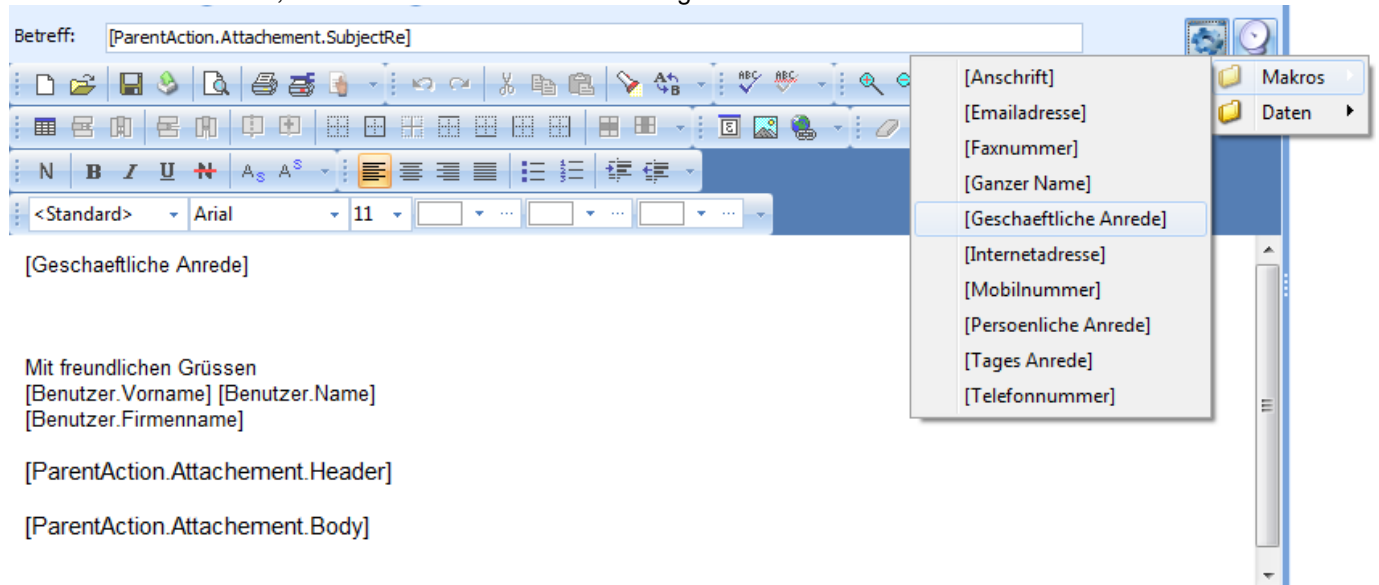 Betreff: [ParentAction.Attachement.SubjectRe]
[Anschrift]
[Emailadresse]
[Faxnummer]
[Ganzer Name]
[Geschaeftliche Anrede]
[Internetadresse]
[Mobilnummer]
[Persoenliche Anrede]
[Tages Anrede]
[Telefonnummer]
Makros
Daten
ABC ABC
N B I U N A S A S
<Standard> Arial 11
[Geschaeftliche Anrede]
Mit freundlichen Grüssen
[Benutzer.Vorname] [Benutzer.Name]
[Benutzer.Firmenname]
[ParentAction.Attachement.Header]
[ParentAction.Attachement.Body]